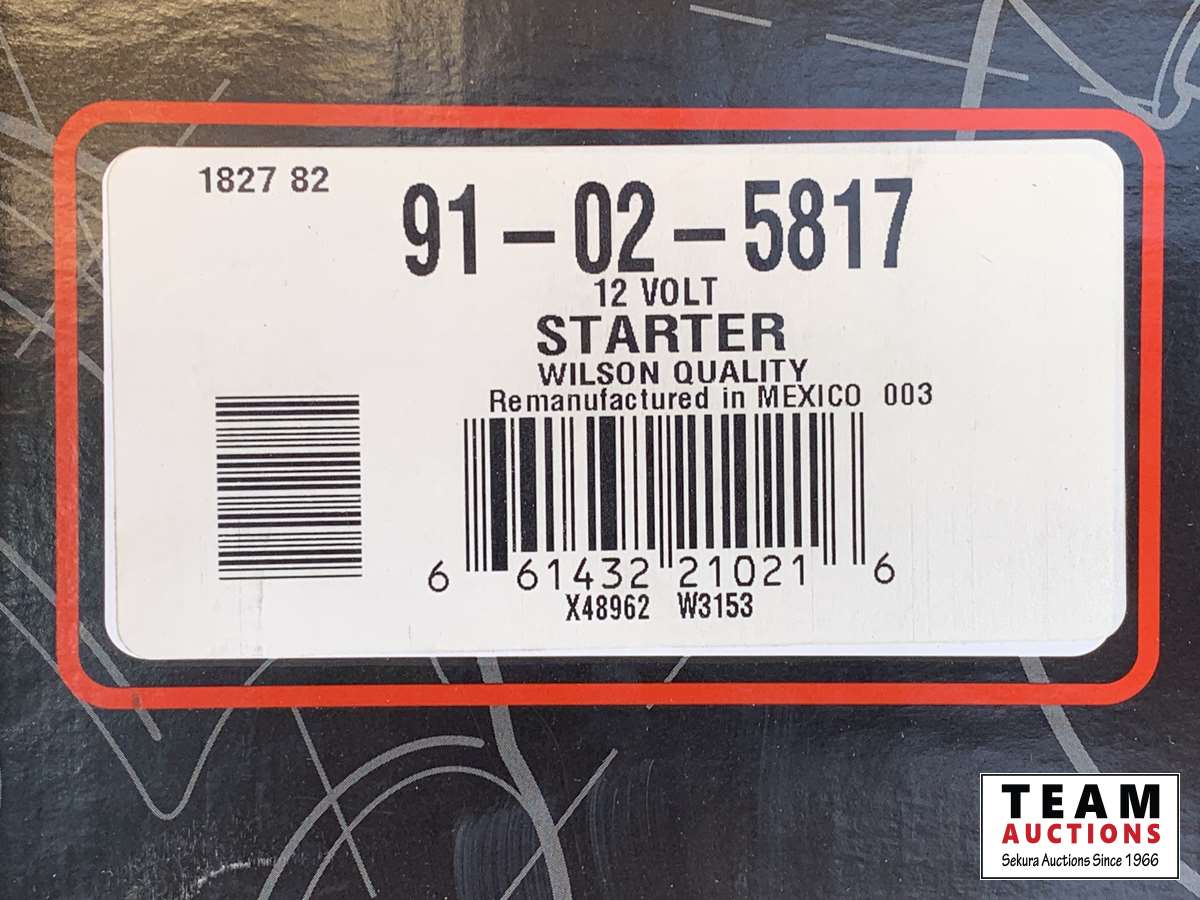 1827 82
91-02-5817
12 VOLT
STARTER
WILSON QUALITY
Remanufactured in MEXICO 003
6 61432 21021 6
X48962 W3153
TEAM
AUCTIONS
Sekura Auctions Since 1966